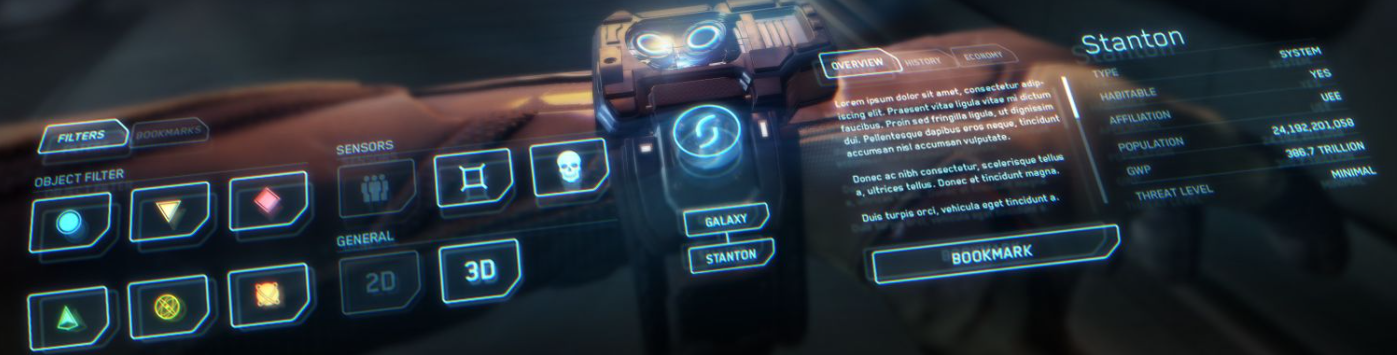 FILTERS
BOOKMARKS
OBJECT FILTER
SENSORS
GENERAL
2D
3D
GALAXY
STANTON
OVERVIEW
HISTORY
ECONOMY
Lorem ipsum dolor sit amet, consectetur adip-
iscing elit. Praesent vitae ligula vitae mi dictum
faucibus. Proin sed fringilla ligula, ut dignissim
dui. Pellentesque dapibus eros neque, tincidunt
accumsan nisl accumsan vulputate.
Donec ac nibh consectetur, scelerisque tellus
a, ultrices tellus. Donec et tincidunt magna.
Duis turpis orci, vehicula eget tincidunt a.
BOOKMARK
Stanton
TYPE SYSTEM
HABITABLE YES
AFFILIATION UEE
POPULATION 24,192,201,059
GWP 386.7 TRILLION
THREAT LEVEL MINIMAL